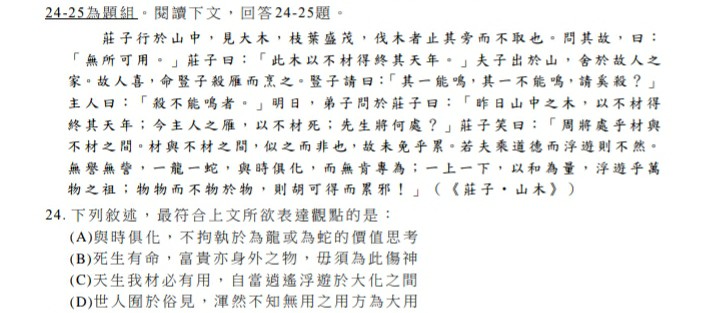 24-25為題組。閱讀下文，回答24-25題。
莊子行於山中，見大木，枝葉盛茂，伐木者止其旁而不取也。問其故，曰：
「無所可用。」莊子曰：「此木以不材得終其天年。」夫子出於山，舍於故人之
家。故人喜，命豎子殺雁而烹之。豎子請曰：「其一能鳴，其一不能鳴，請奚殺？」
主人曰：「殺不能鳴者。」明日，弟子問於莊子曰：「昨日山中之木，以不材得
終其天年；今主人之雁，以不材死；先生將何處？」莊子笑曰：「周將處乎材與
不材之間。材與不材之間，似之而非也，故未免乎累。若夫乘道德而浮遊則不然。
無譽無訾，一龍一蛇，與時俱化，而無肯專為；一上一下，以和為量，浮遊乎萬
物之祖；物物而不物於物，則胡可得而累邪！」（《莊子‧山木》）
24. 下列敘述，最符合上文所欲表達觀點的是：
(A)與時俱化，不拘執於為龍或為蛇的價值思考
(B)死生有命，富貴亦身外之物，毋須為此傷神
(C)天生我材必有用，自當逍遙浮遊於大化之間
(D)世人囿於俗見，渾然不知無用之用方為大用